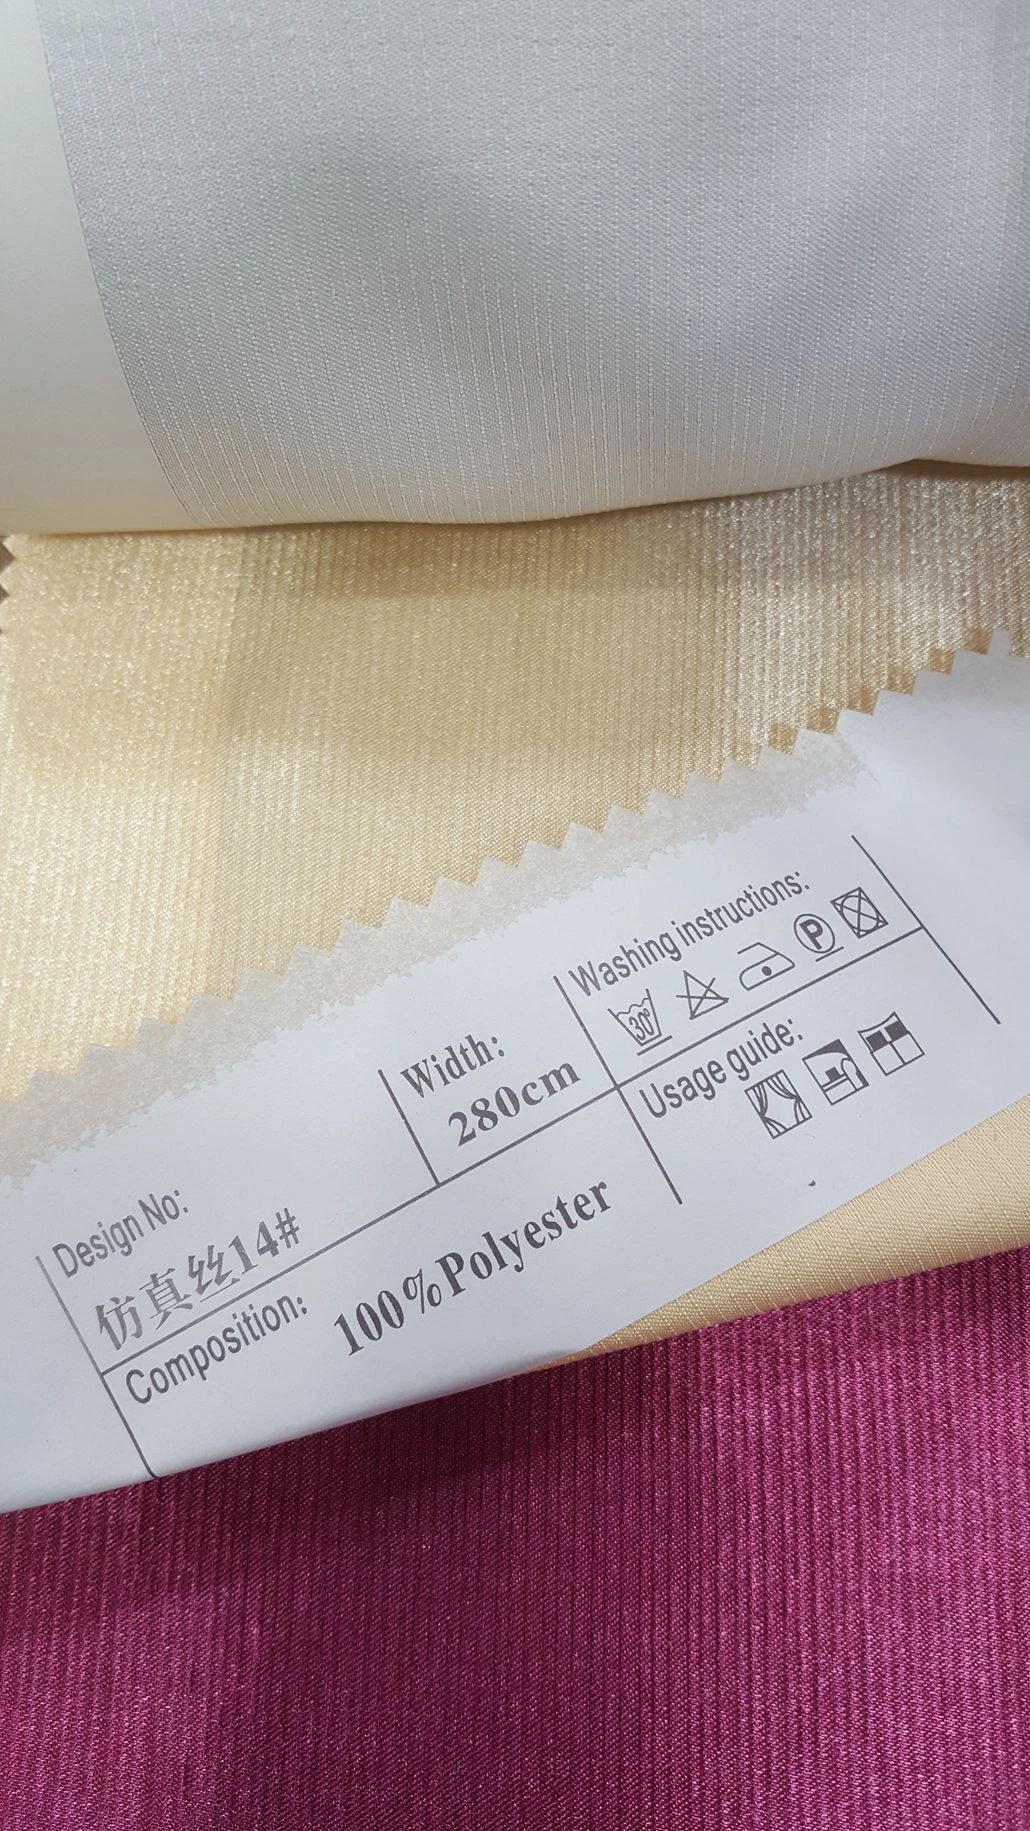 Design No:
仿真丝14#
Width:
280cm
Composition:
100%Polyester
Washing instructions:
30°
P
Usage guide: